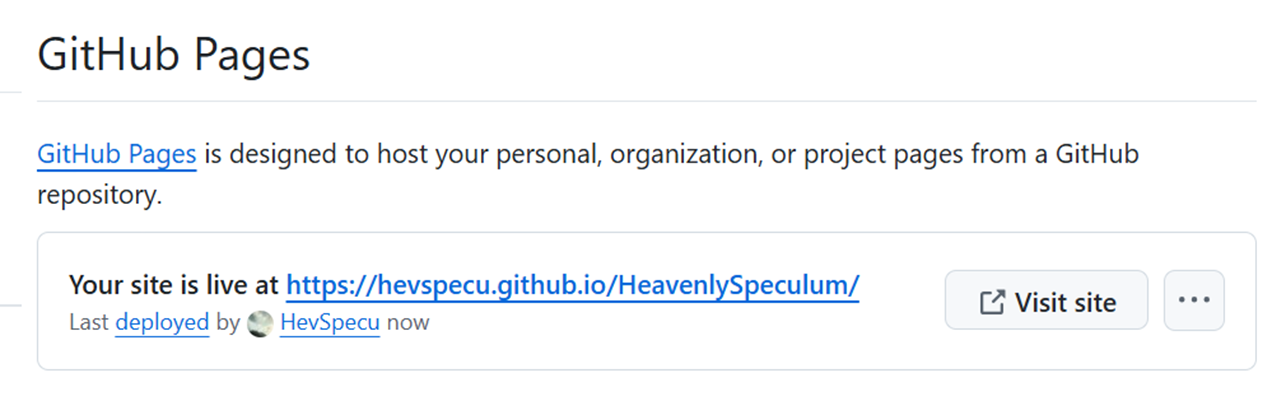 GitHub Pages
GitHub Pages is designed to host your personal, organization, or project pages from a GitHub
repository.
Your site is live at https://hevspecu.github.io/HeavenlySpeculum/
Last deployed by HevSpecu now
Visit site